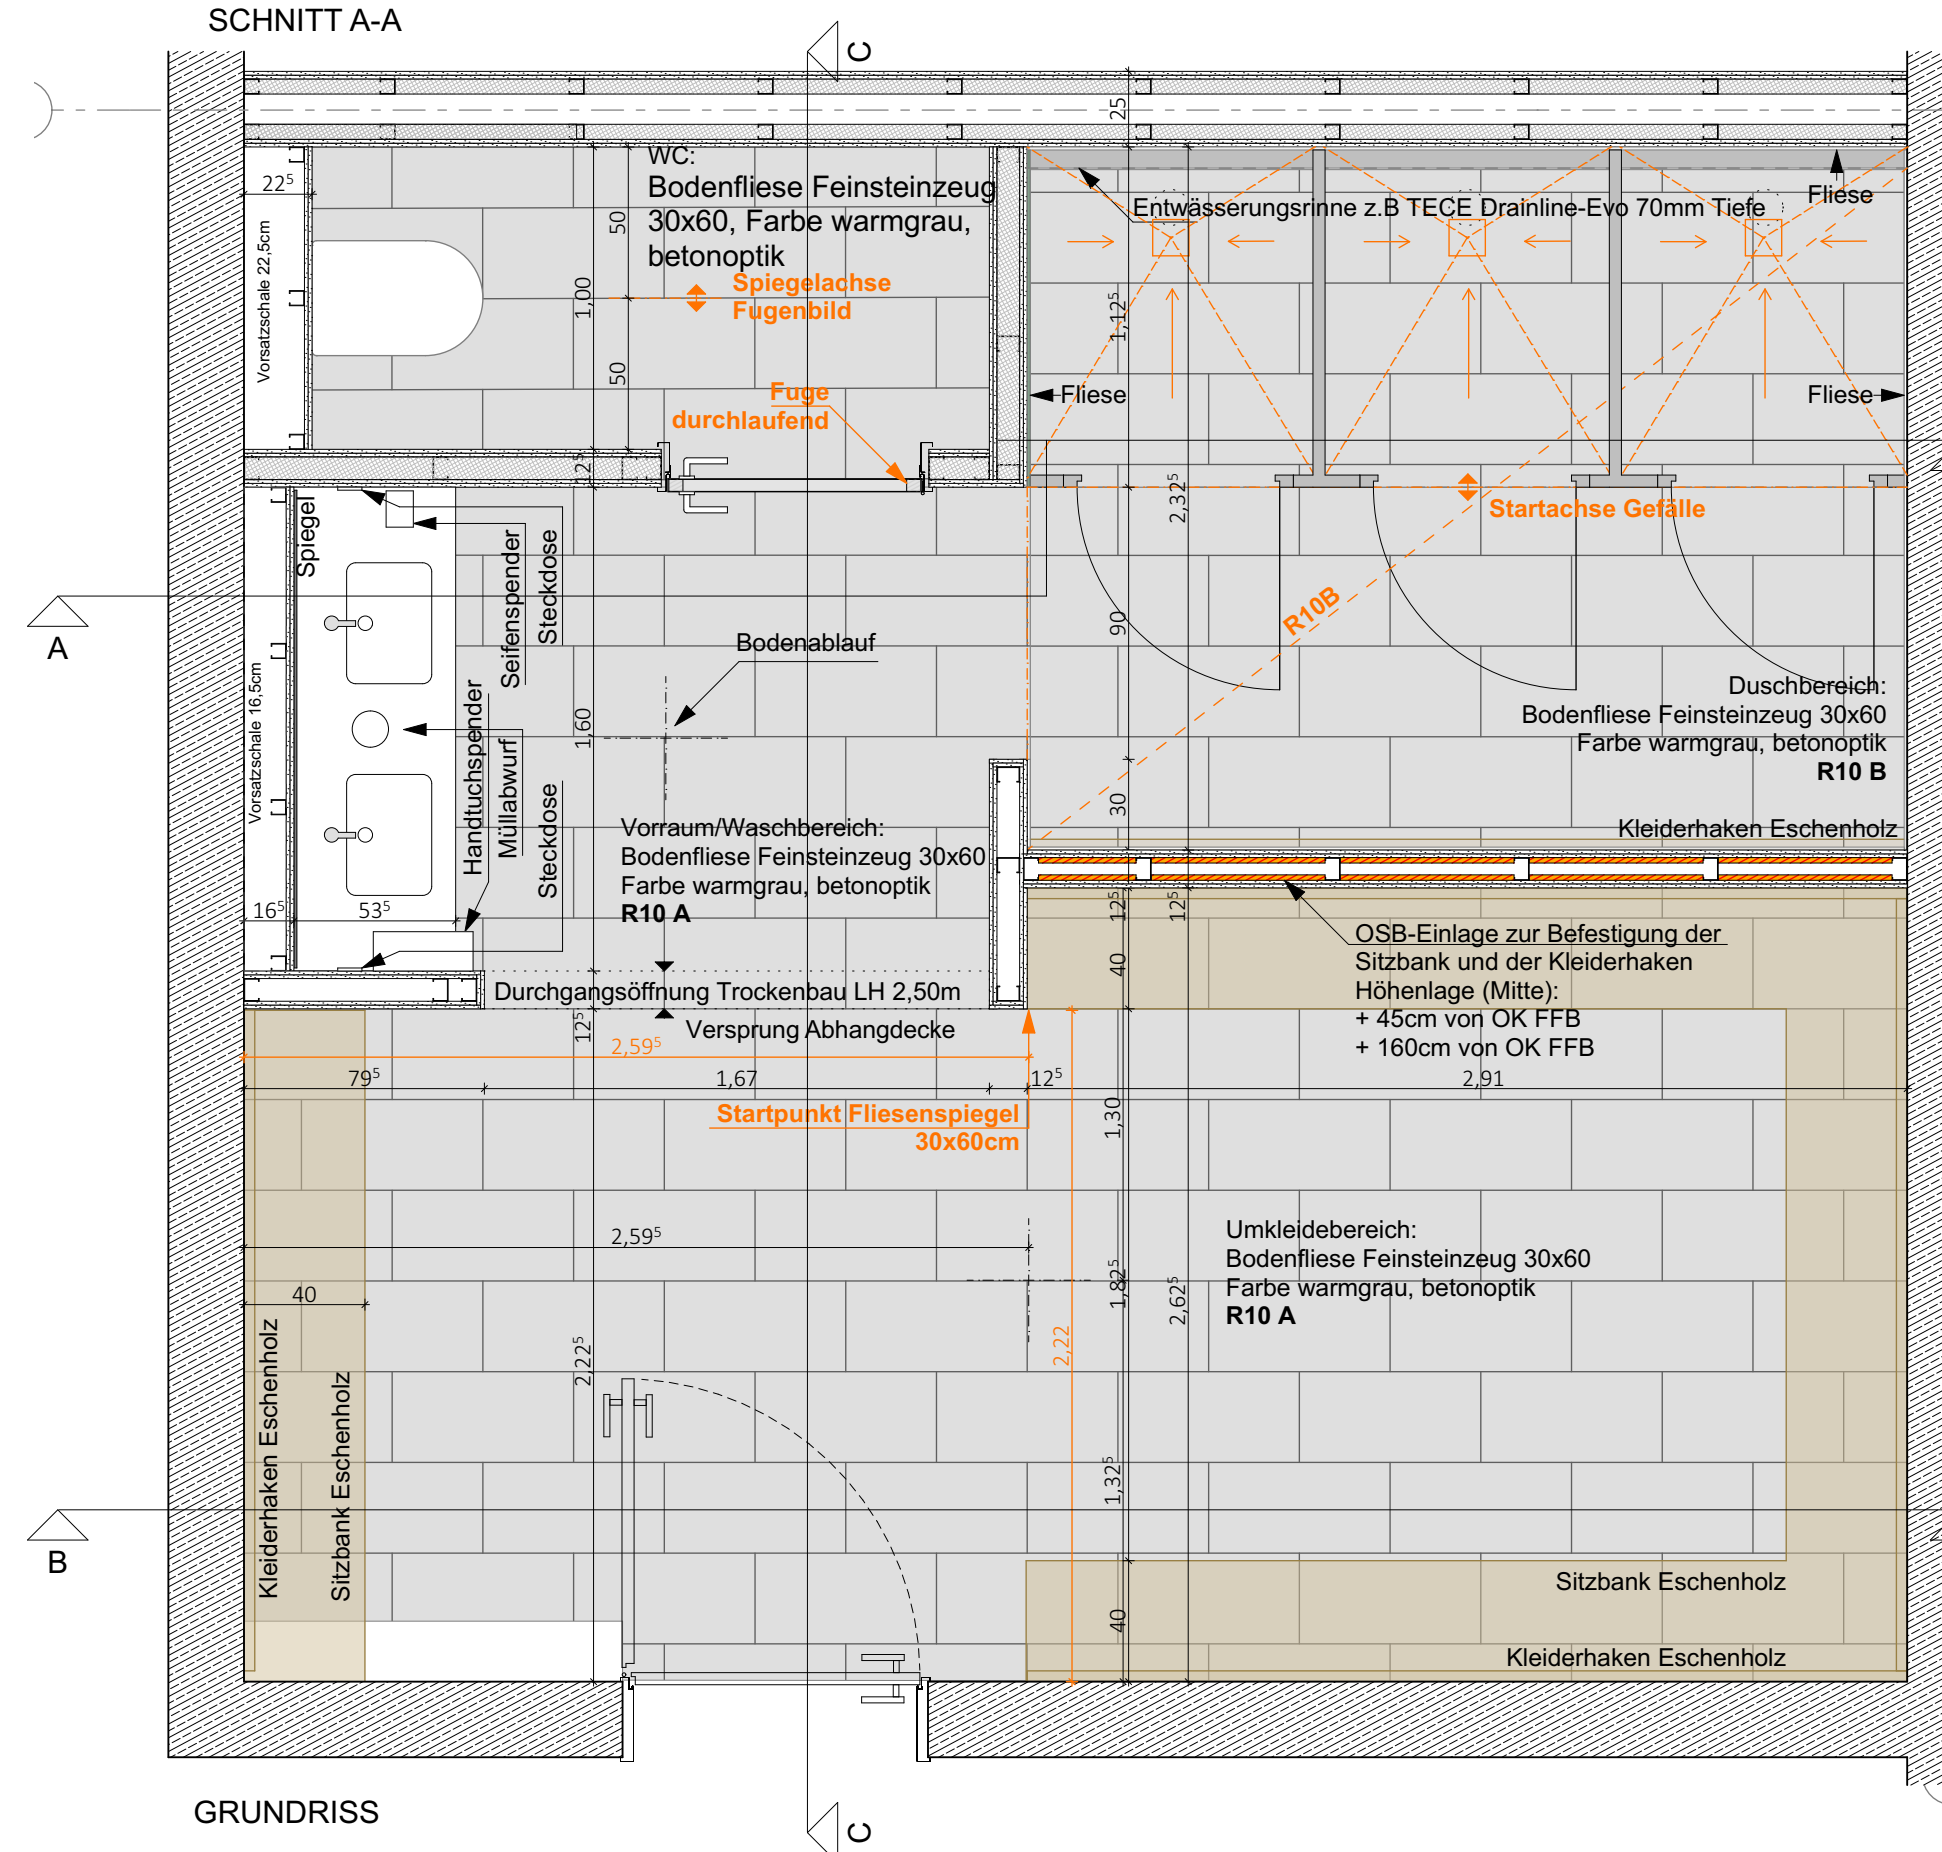 SCHNITT A-A
C
25
WC:
Bodenfliese Feinsteinzeug
30x60, Farbe warmgrau,
betonoptik
22⁵
50
Fliese
Entwässerungsrinne z.B TECE Drainline-Evo 70mm Tiefe
Vorsatzschale 22,5cm
1,00
Spiegelachse
Fugenbild
1,12⁵
50
Fuge
durchlaufend
Fliese
Fliese
12⁵
2,32⁵
Startachse Gefälle
Spiegel
Seifenspender
Steckdose
A
R10B
90
Bodenablauf
Duschbereich:
Bodenfliese Feinsteinzeug 30x60
Farbe warmgrau, betonoptik
R10 B
Vorsatzschale 16,5cm
1,60
Handtuchspender
Müllabwurf
Steckdose
30
Vorraum/Waschbereich:
Bodenfliese Feinsteinzeug 30x60
Farbe warmgrau, betonoptik
R10 A
Kleiderhaken Eschenholz
16⁵
53⁵
12⁵
12⁵
40
OSB-Einlage zur Befestigung der
Sitzbank und der Kleiderhaken
Höhenlage (Mitte):
+ 45cm von OK FFB
+ 160cm von OK FFB
Durchgangsöffnung Trockenbau LH 2,50m
12⁵
Versprung Abhangdecke
2,59⁵
79⁵
1,67
12⁵
2,91
Startpunkt Fliesenspiegel
30x60cm
1,30
2,59⁵
Umkleidebereich:
Bodenfliese Feinsteinzeug 30x60
Farbe warmgrau, betonoptik
R10 A
40
1,82⁵
2,62⁵
2,22
2,22⁵
Kleiderhaken Eschenholz
Sitzbank Eschenholz
1,32⁵
B
Sitzbank Eschenholz
40
Kleiderhaken Eschenholz
GRUNDRISS
C